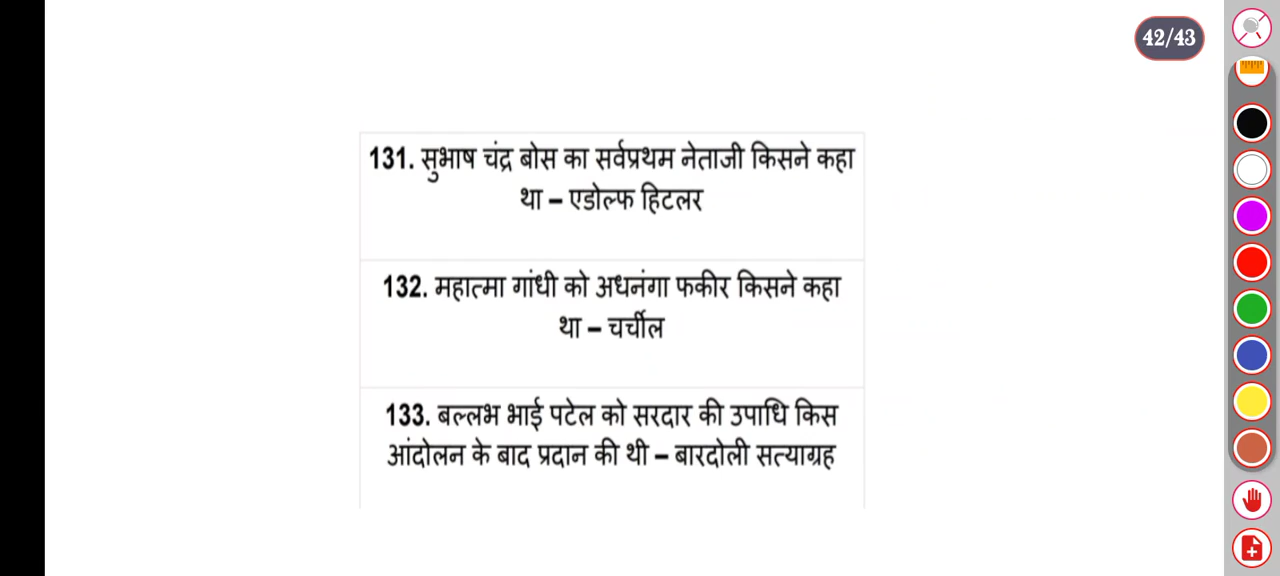 42/43
131. सुभाष चंद्र बोस का सर्वप्रथम नेताजी किसने कहा
था – एडोल्फ हिटलर
132. महात्मा गांधी को अधनंगा फकीर किसने कहा
था – चर्चील
133. बल्लभ भाई पटेल को सरदार की उपाधि किस
आंदोलन के बाद प्रदान की थी – बारदोली सत्याग्रह